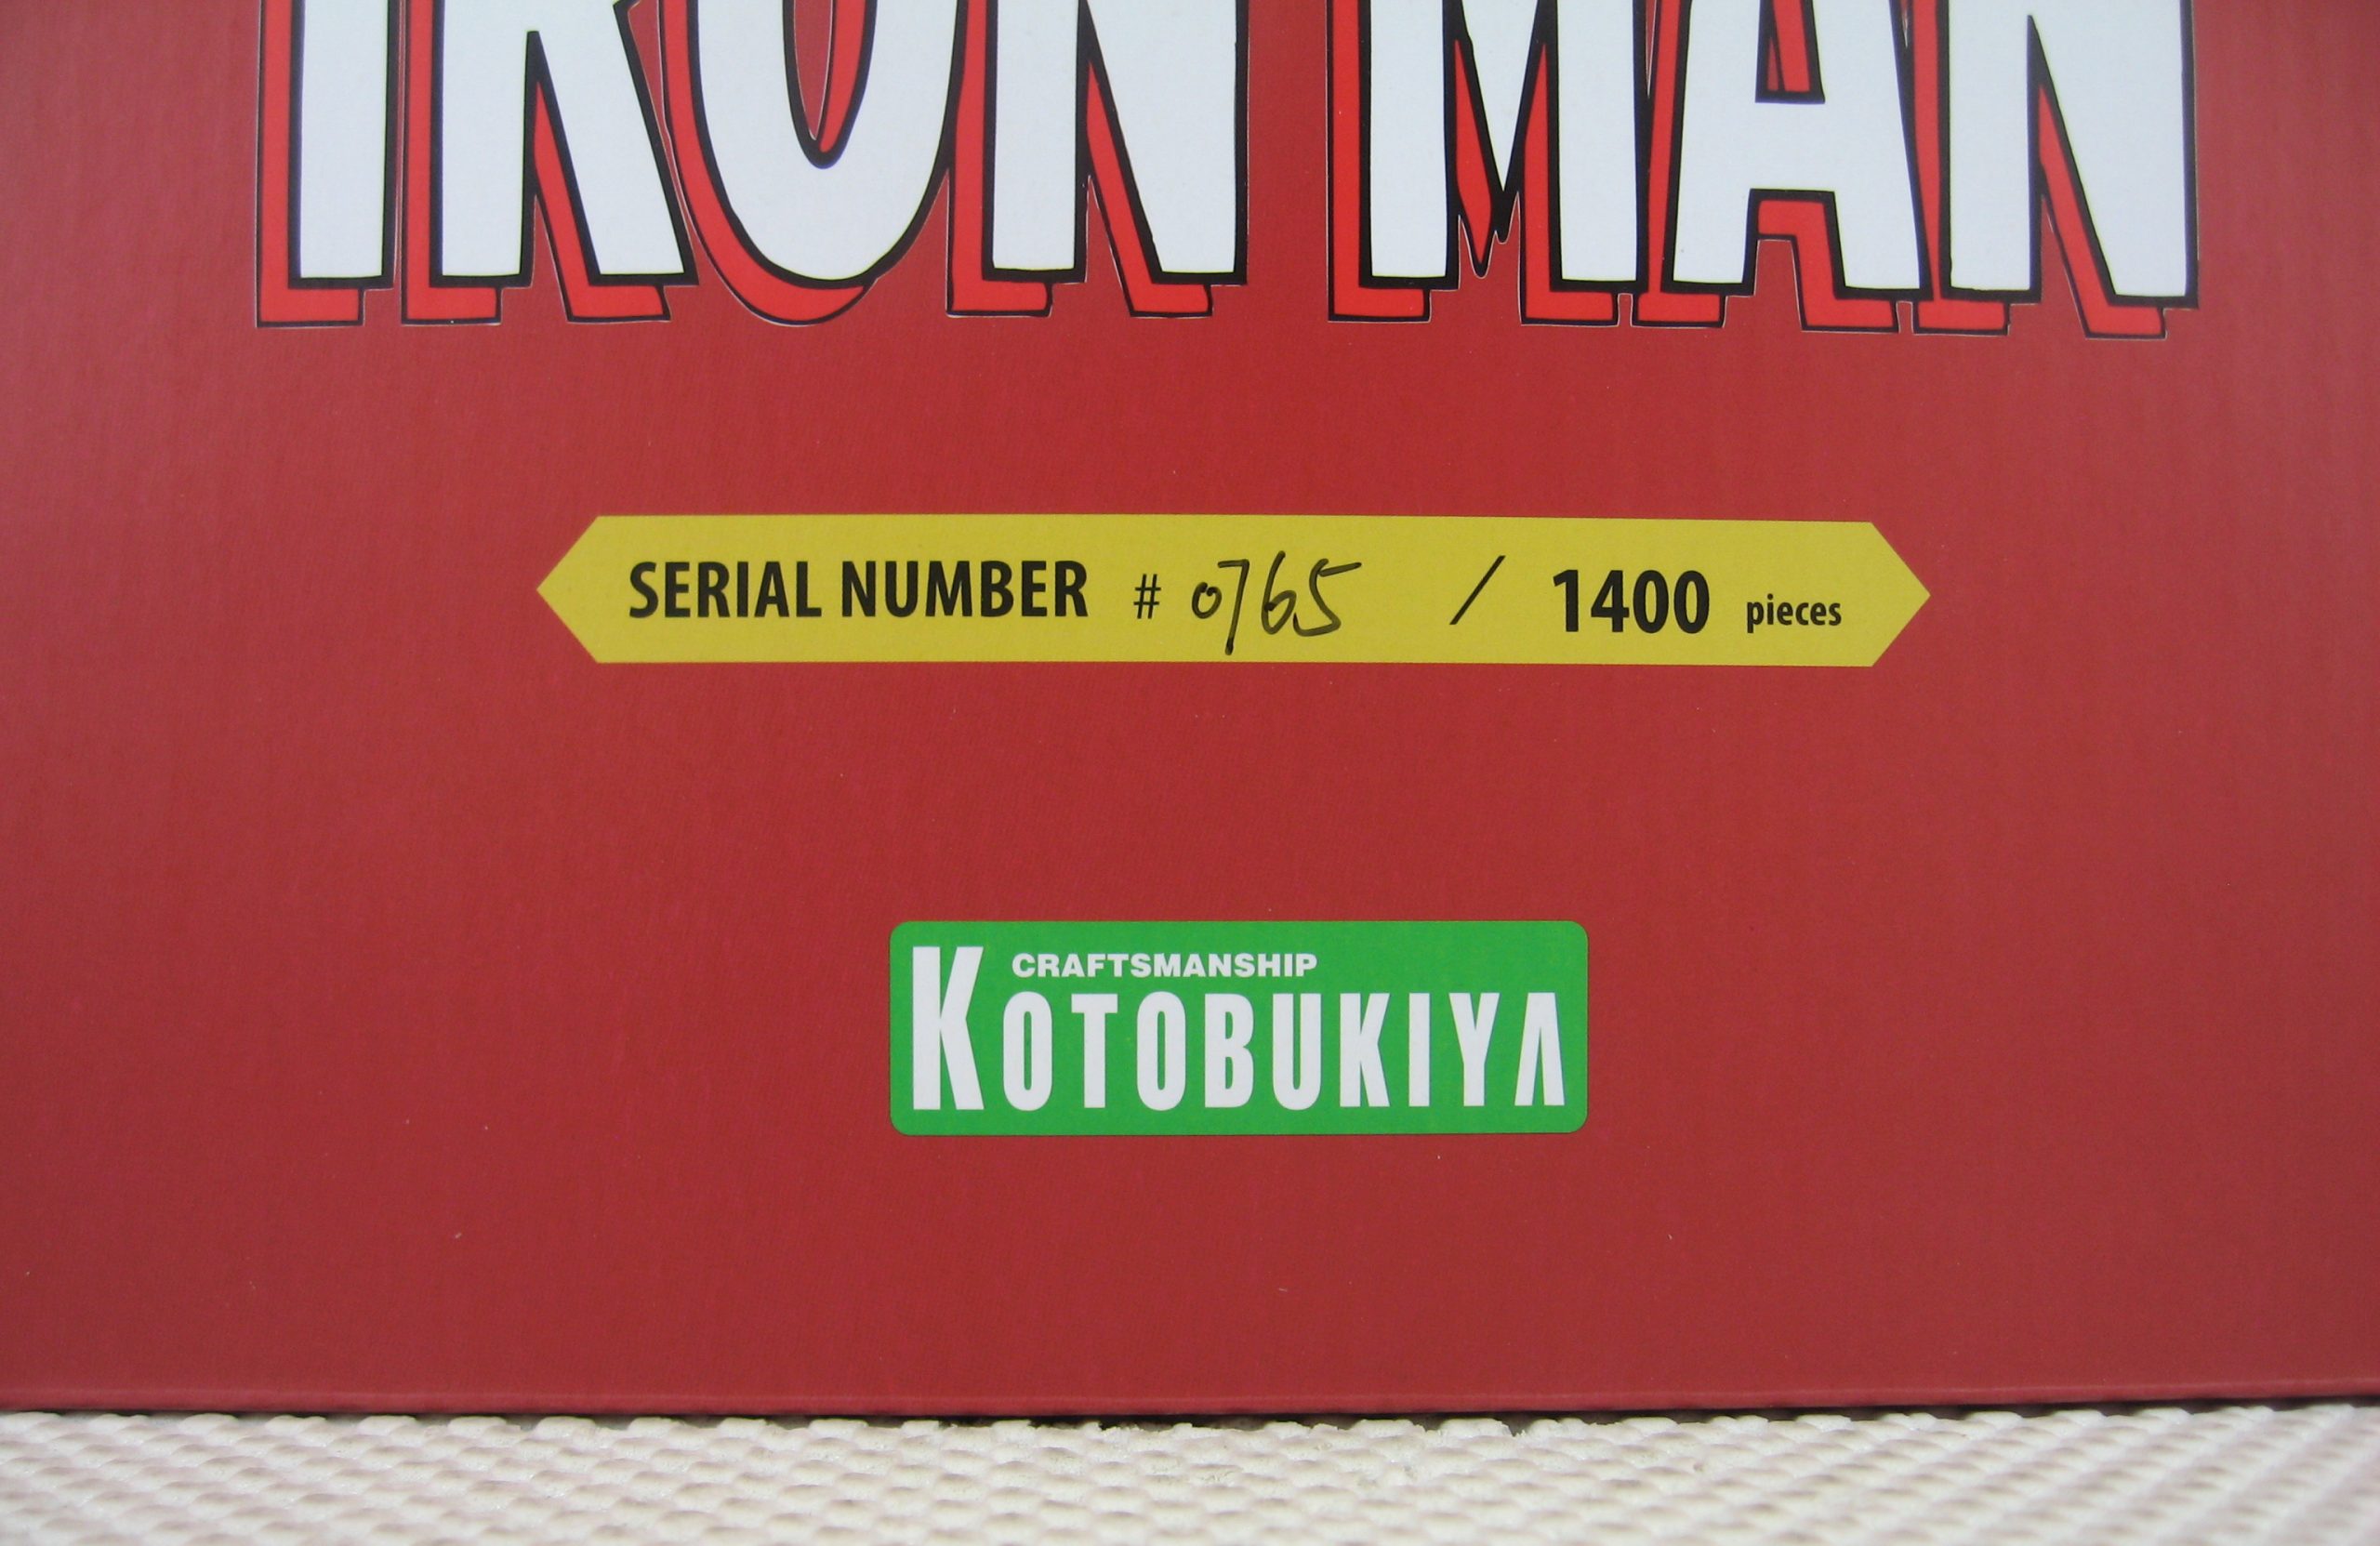 IRON MAN
SERIAL NUMBER # 0765 / 1400 pieces
CRAFTSMANSHIP
KOTOBUKIYA